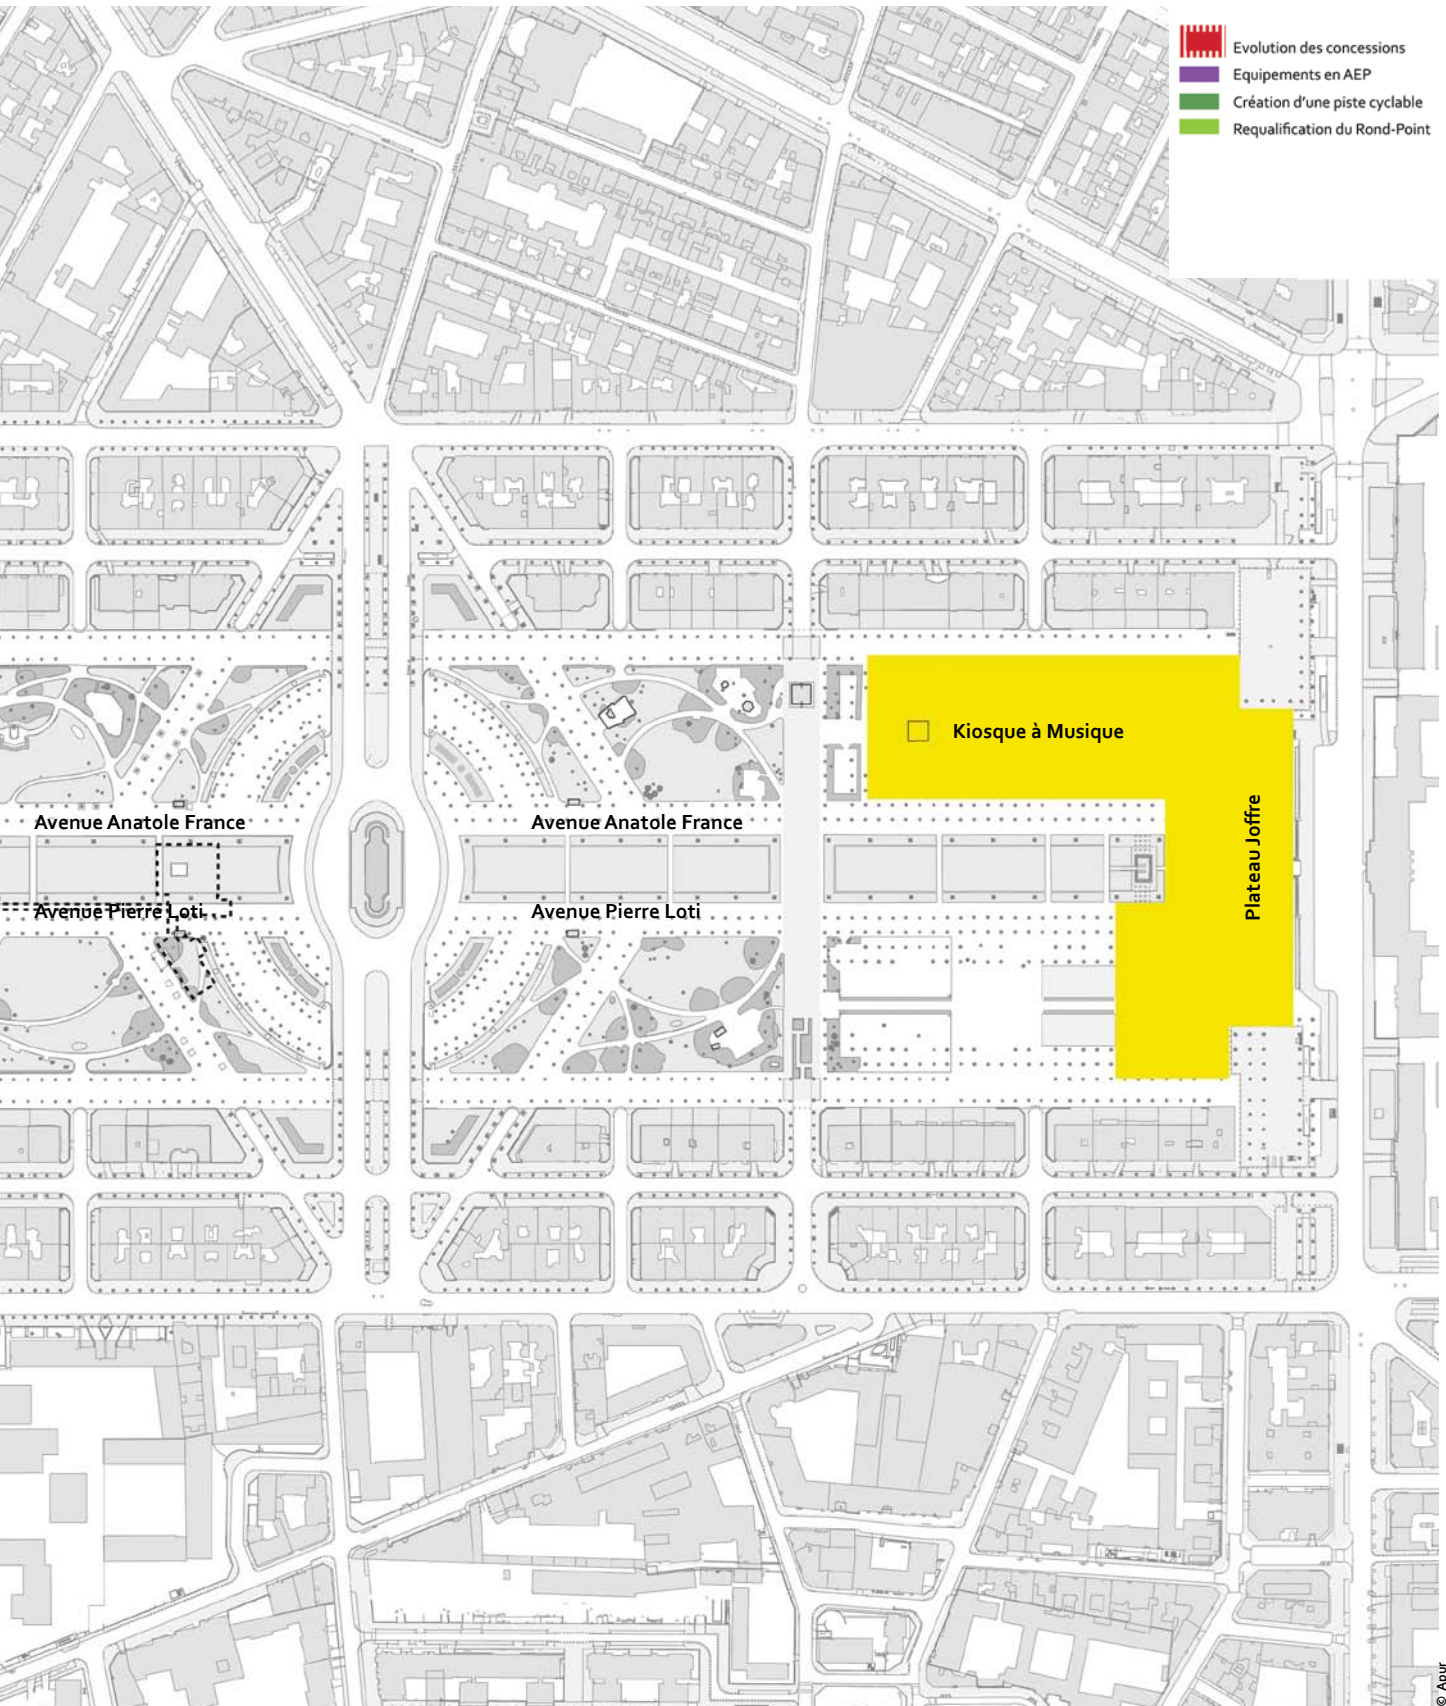 Evolution des concessions
Equipements en AEP
Création d'une piste cyclable
Requalification du Rond-Point
Kiosque à Musique
Plateau Joffre
Avenue Anatole France
Avenue Anatole France
Avenue Pierre Loti
Avenue Pierre Loti
© Apur